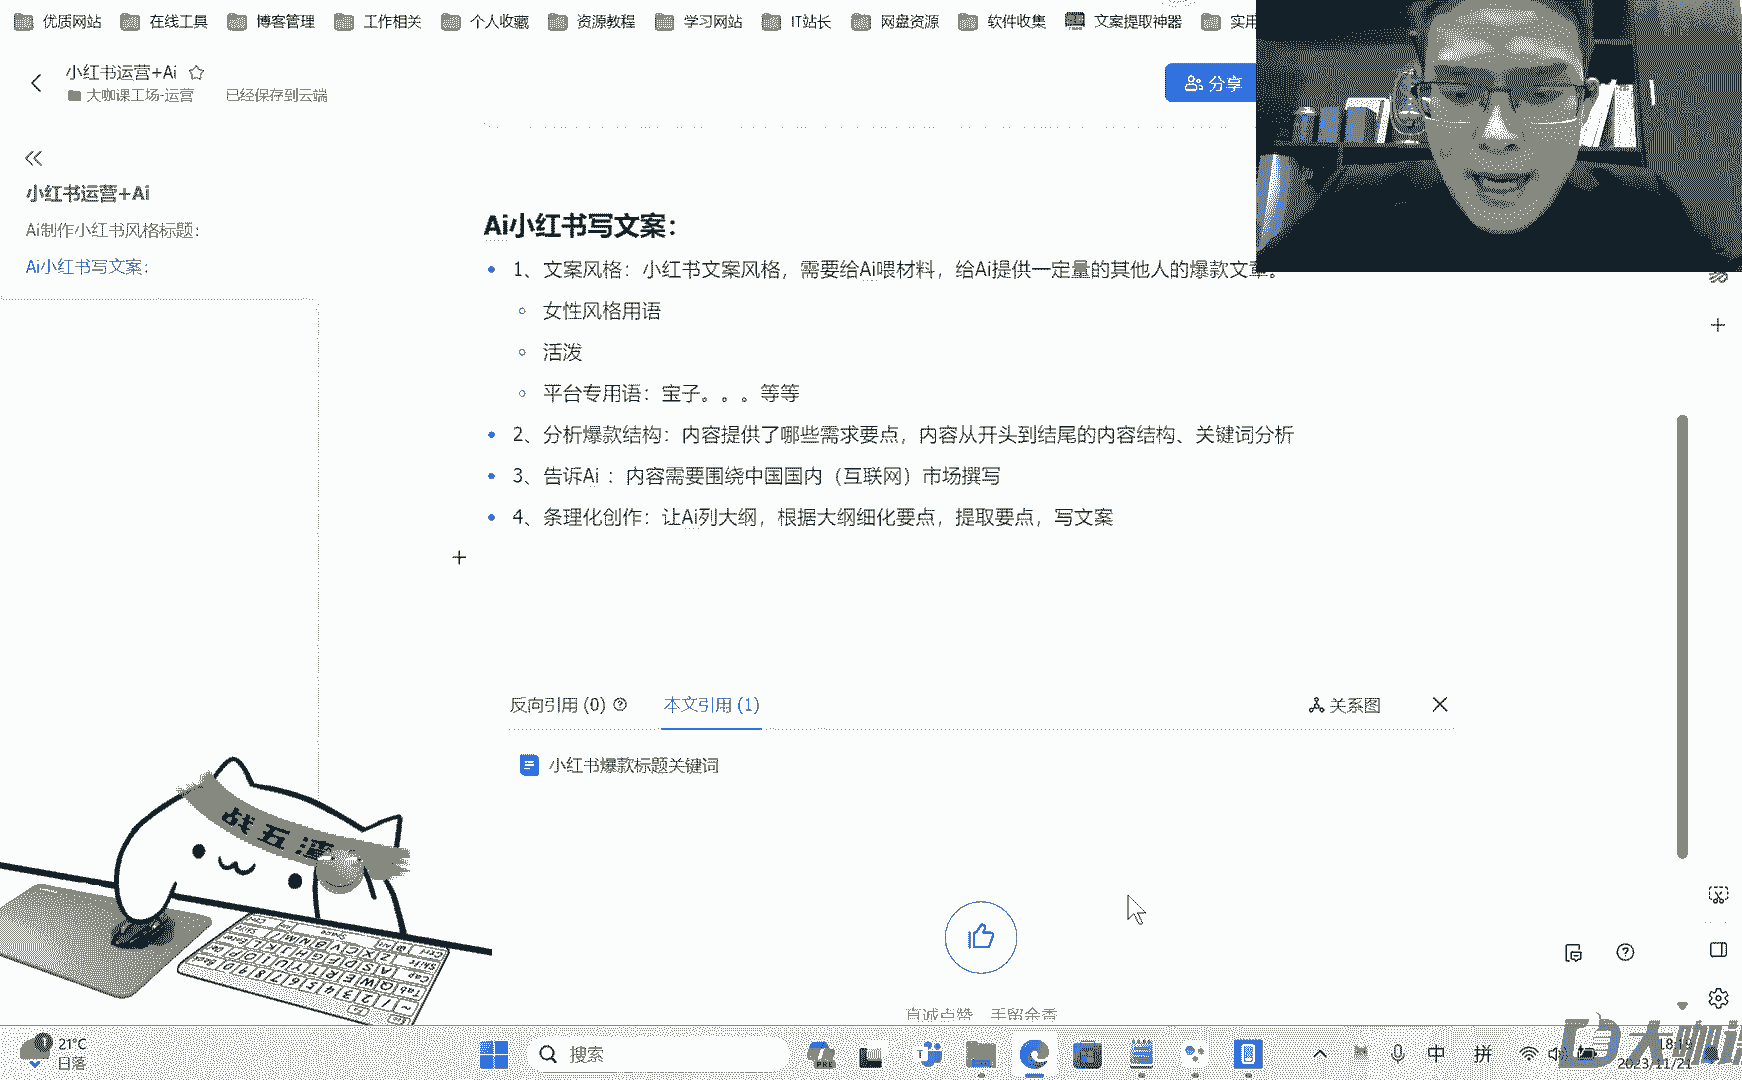 优质网站 在线工具 博客管理 工作相关 个人收藏 资源教程 学习网站 IT站长 网盘资源 软件收集 文案提取神器 实用
小红书运营+Ai
大咖课工场-运营 已经保存到云端
分享
小红书运营+Ai
Ai制作小红书风格标题：
Ai小红书写文案：
Ai小红书写文案：
1、文案风格：小红书文案风格，需要给Ai喂材料，给Ai提供一定量的其他人的爆款文章。
女性风格用语
活泼
平台专用语：宝子。。。等等
2、分析爆款结构：内容提供了哪些需求要点，内容从开头到结尾的内容结构、关键词分析
3、告诉Ai ：内容需要围绕中国国内（互联网）市场撰写
4、条理化创作：让Ai列大纲，根据大纲细化要点，提取要点，写文案
反向引用 (0) 本文引用 (1) 关系图
小红书爆款标题关键词
战五渣
真诚点赞，手留余香
21°C
日落
搜索
中 拼
18:19
2023/11/21
大咖课